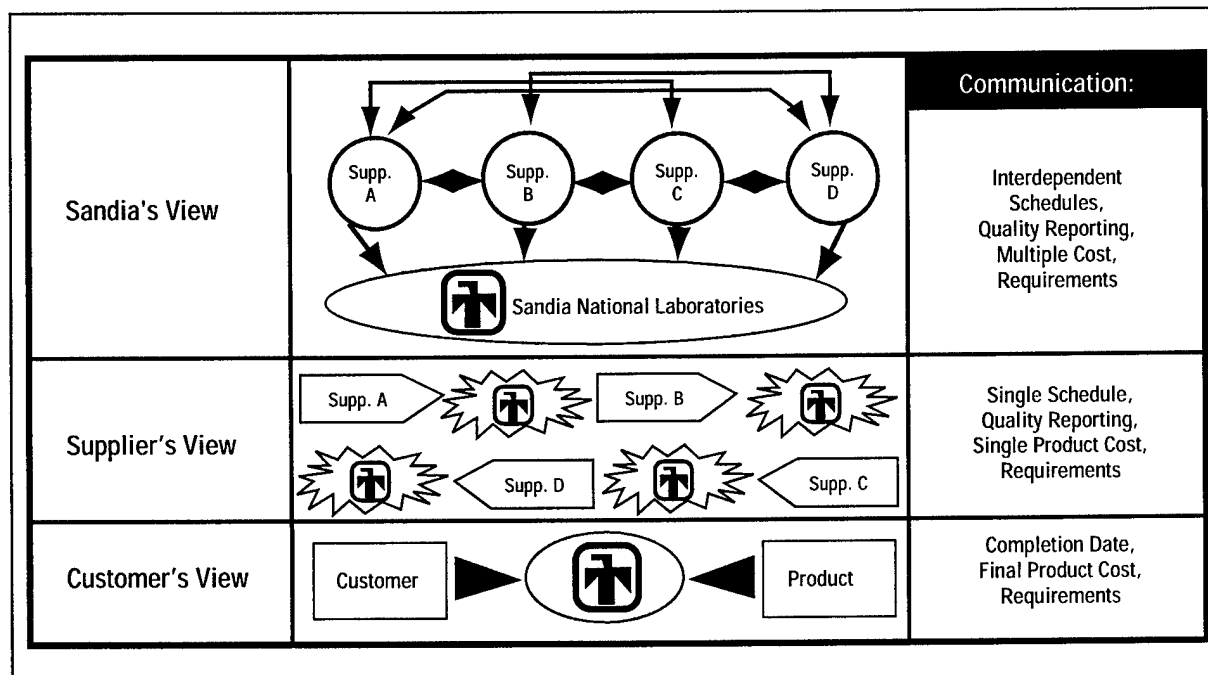 Communication:
Sandia's View
Supp.
A
Supp.
B
Supp.
C
Supp.
D
Sandia National Laboratories
Interdependent
Schedules,
Quality Reporting,
Multiple Cost,
Requirements
Supplier's View
Supp. A
Supp. B
Supp. D
Supp. C
Single Schedule,
Quality Reporting,
Single Product Cost,
Requirements
Customer's View
Customer
Product
Completion Date,
Final Product Cost,
Requirements